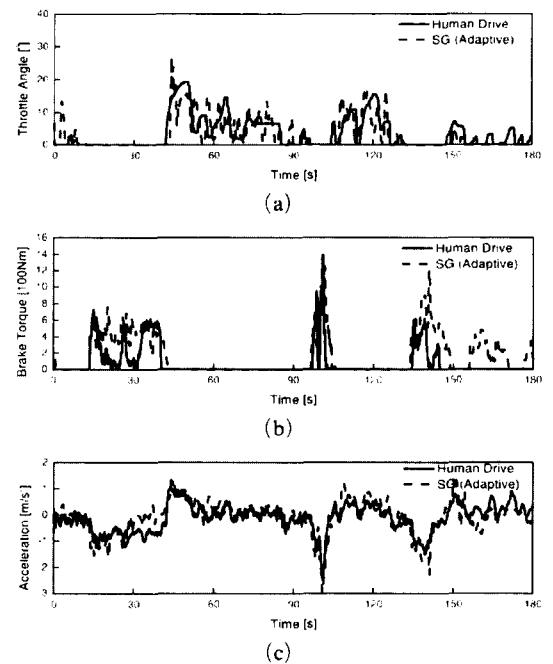 40
30
20
10
0
Throttle Angle [°]
Human Drive
SG (Adaptive)
0 30 60 90 120 150 180
Time [s]
(a)
16
14
12
10
8
6
4
2
0
Brake Torque [100Nm]
Human Drive
SG (Adaptive)
0 30 60 90 120 150 180
Time [s]
(b)
2
1
0
-1
-2
3
Acceleration [m/s²]
Human Drive
SG (Adaptive)
0 30 60 90 120 150 180
Time [s]
(c)